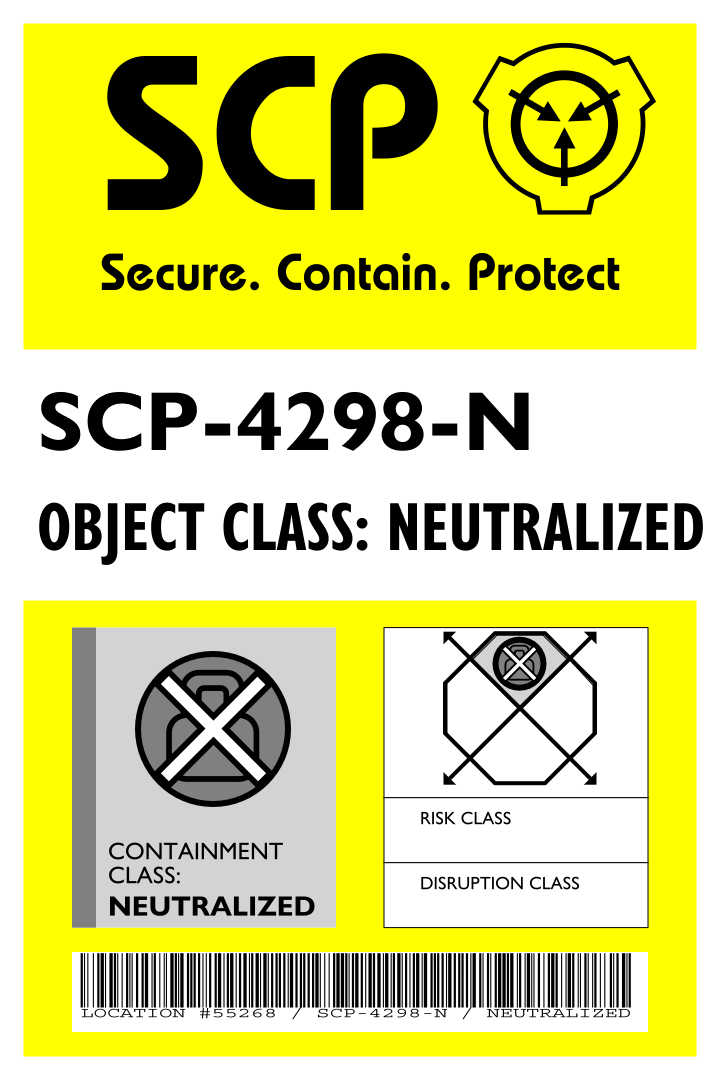 SCP
Secure. Contain. Protect
SCP-4298-N
OBJECT CLASS: NEUTRALIZED
CONTAINMENT
CLASS:
NEUTRALIZED
RISK CLASS
DISRUPTION CLASS
LOCATION #55268 / SCP-4298-N / NEUTRALIZED